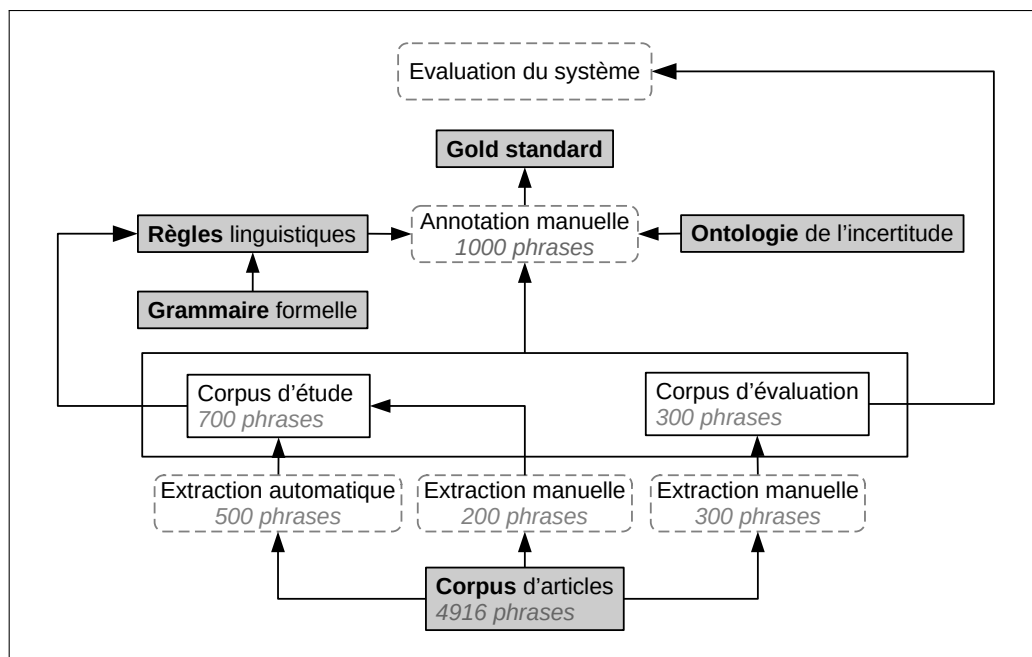 Evaluation du système
Gold standard
Règles linguistiques
Annotation manuelle
1000 phrases
Ontologie de l'incertitude
Grammaire formelle
Corpus d'étude
700 phrases
Corpus d'évaluation
300 phrases
Extraction automatique
500 phrases
Extraction manuelle
200 phrases
Extraction manuelle
300 phrases
Corpus d'articles
4916 phrases